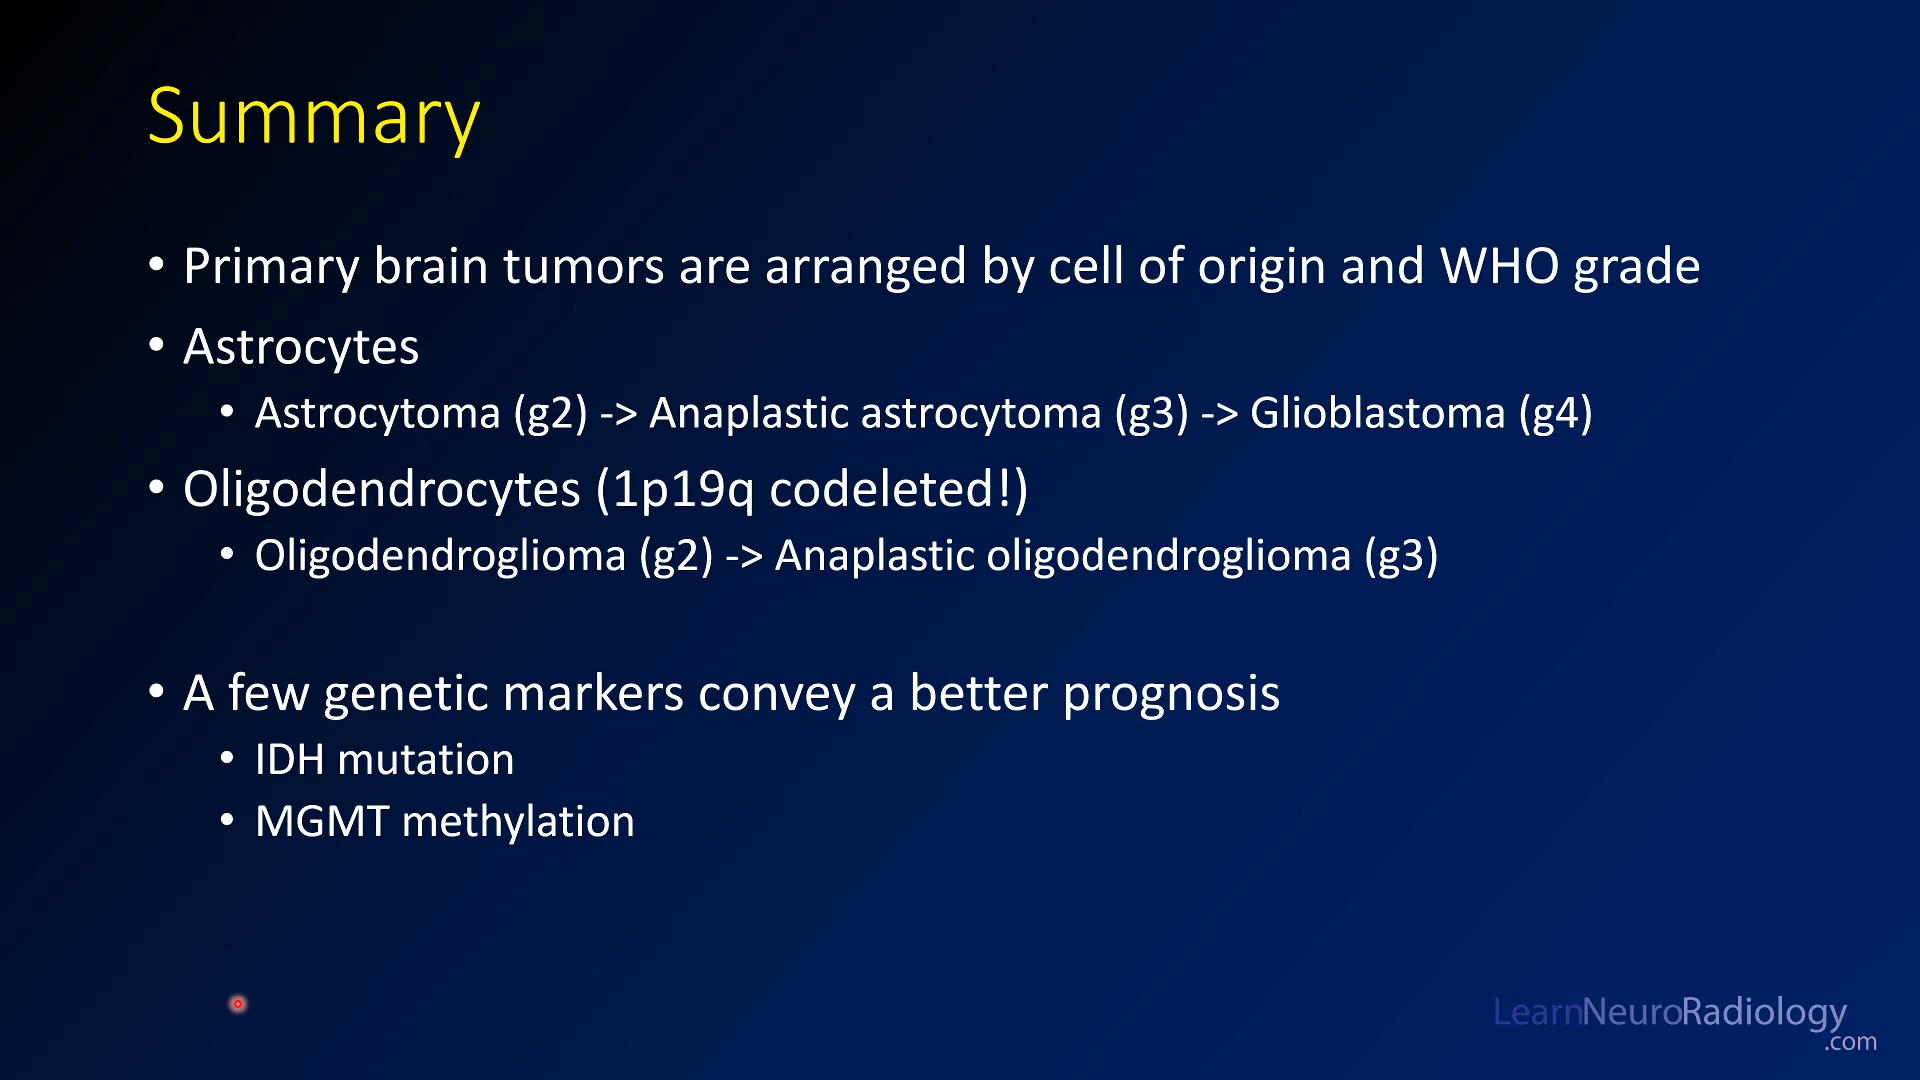 Summary
• Primary brain tumors are arranged by cell of origin and WHO grade
• Astrocytes
• Astrocytoma (g2) -> Anaplastic astrocytoma (g3) -> Glioblastoma (g4)
• Oligodendrocytes (1p19q codeleted!)
• Oligodendroglioma (g2) -> Anaplastic oligodendroglioma (g3)
• A few genetic markers convey a better prognosis
• IDH mutation
• MGMT methylation
LearnNeuroRadiology
.com